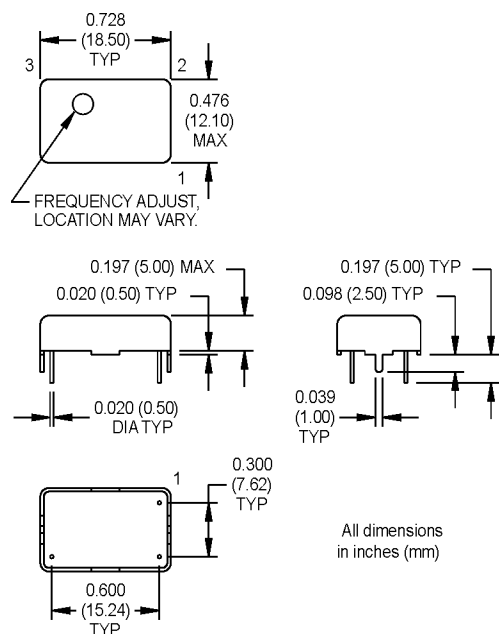 0.728
(18.50)
TYP
3
2
0.476
(12.10)
MAX
1
FREQUENCY ADJUST,
LOCATION MAY VARY.
0.197 (5.00) MAX
0.020 (0.50) TYP
0.197 (5.00) TYP
0.098 (2.50) TYP
0.020 (0.50)
DIA TYP
0.039
(1.00)
TYP
1
0.300
(7.62)
TYP
All dimensions
in inches (mm)
0.600
(15.24)
TYP